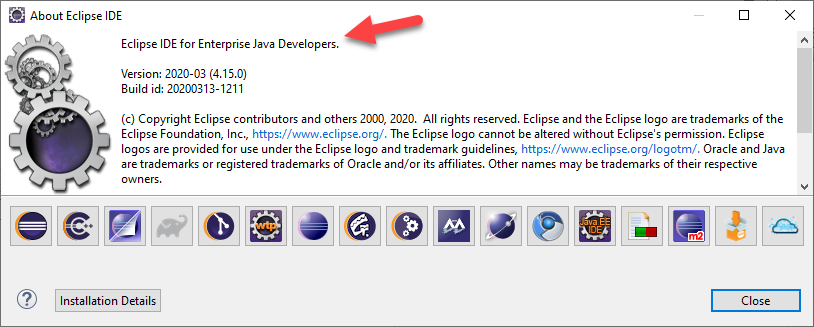 About Eclipse IDE
Eclipse IDE for Enterprise Java Developers.
Version: 2020-03 (4.15.0)
Build id: 20200313-1211
(c) Copyright Eclipse contributors and others 2000, 2020.  All rights reserved. Eclipse and the Eclipse logo are trademarks of the
Eclipse Foundation, Inc., https://www.eclipse.org/. The Eclipse logo cannot be altered without Eclipse's permission. Eclipse
logos are provided for use under the Eclipse logo and trademark guidelines, https://www.eclipse.org/logotm/. Oracle and Java
are trademarks or registered trademarks of Oracle and/or its affiliates. Other names may be trademarks of their respective
owners.
wtp
Java EE
IDE
m2
?
Installation Details
Close